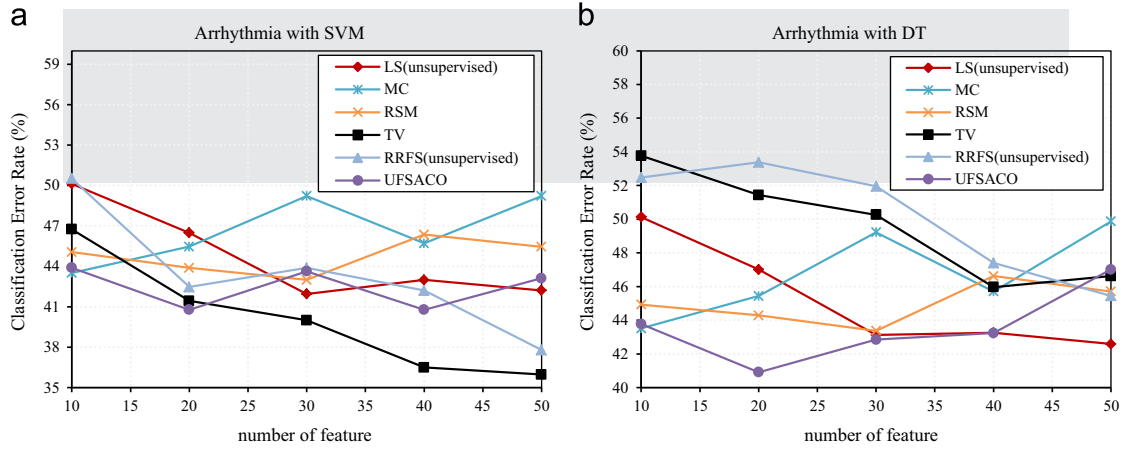 a
Arrhythmia with SVM
Classification Error Rate (%)
59
56
53
50
47
44
41
38
35
10
15
20
25
30
35
40
45
50
number of feature
LS(unsupervised)
MC
RSM
TV
RRFS(unsupervised)
UFSACO
b
Arrhythmia with DT
Classification Error Rate (%)
60
58
56
54
52
50
48
46
44
42
40
10
15
20
25
30
35
40
45
50
number of feature
LS(unsupervised)
MC
RSM
TV
RRFS(unsupervised)
UFSACO